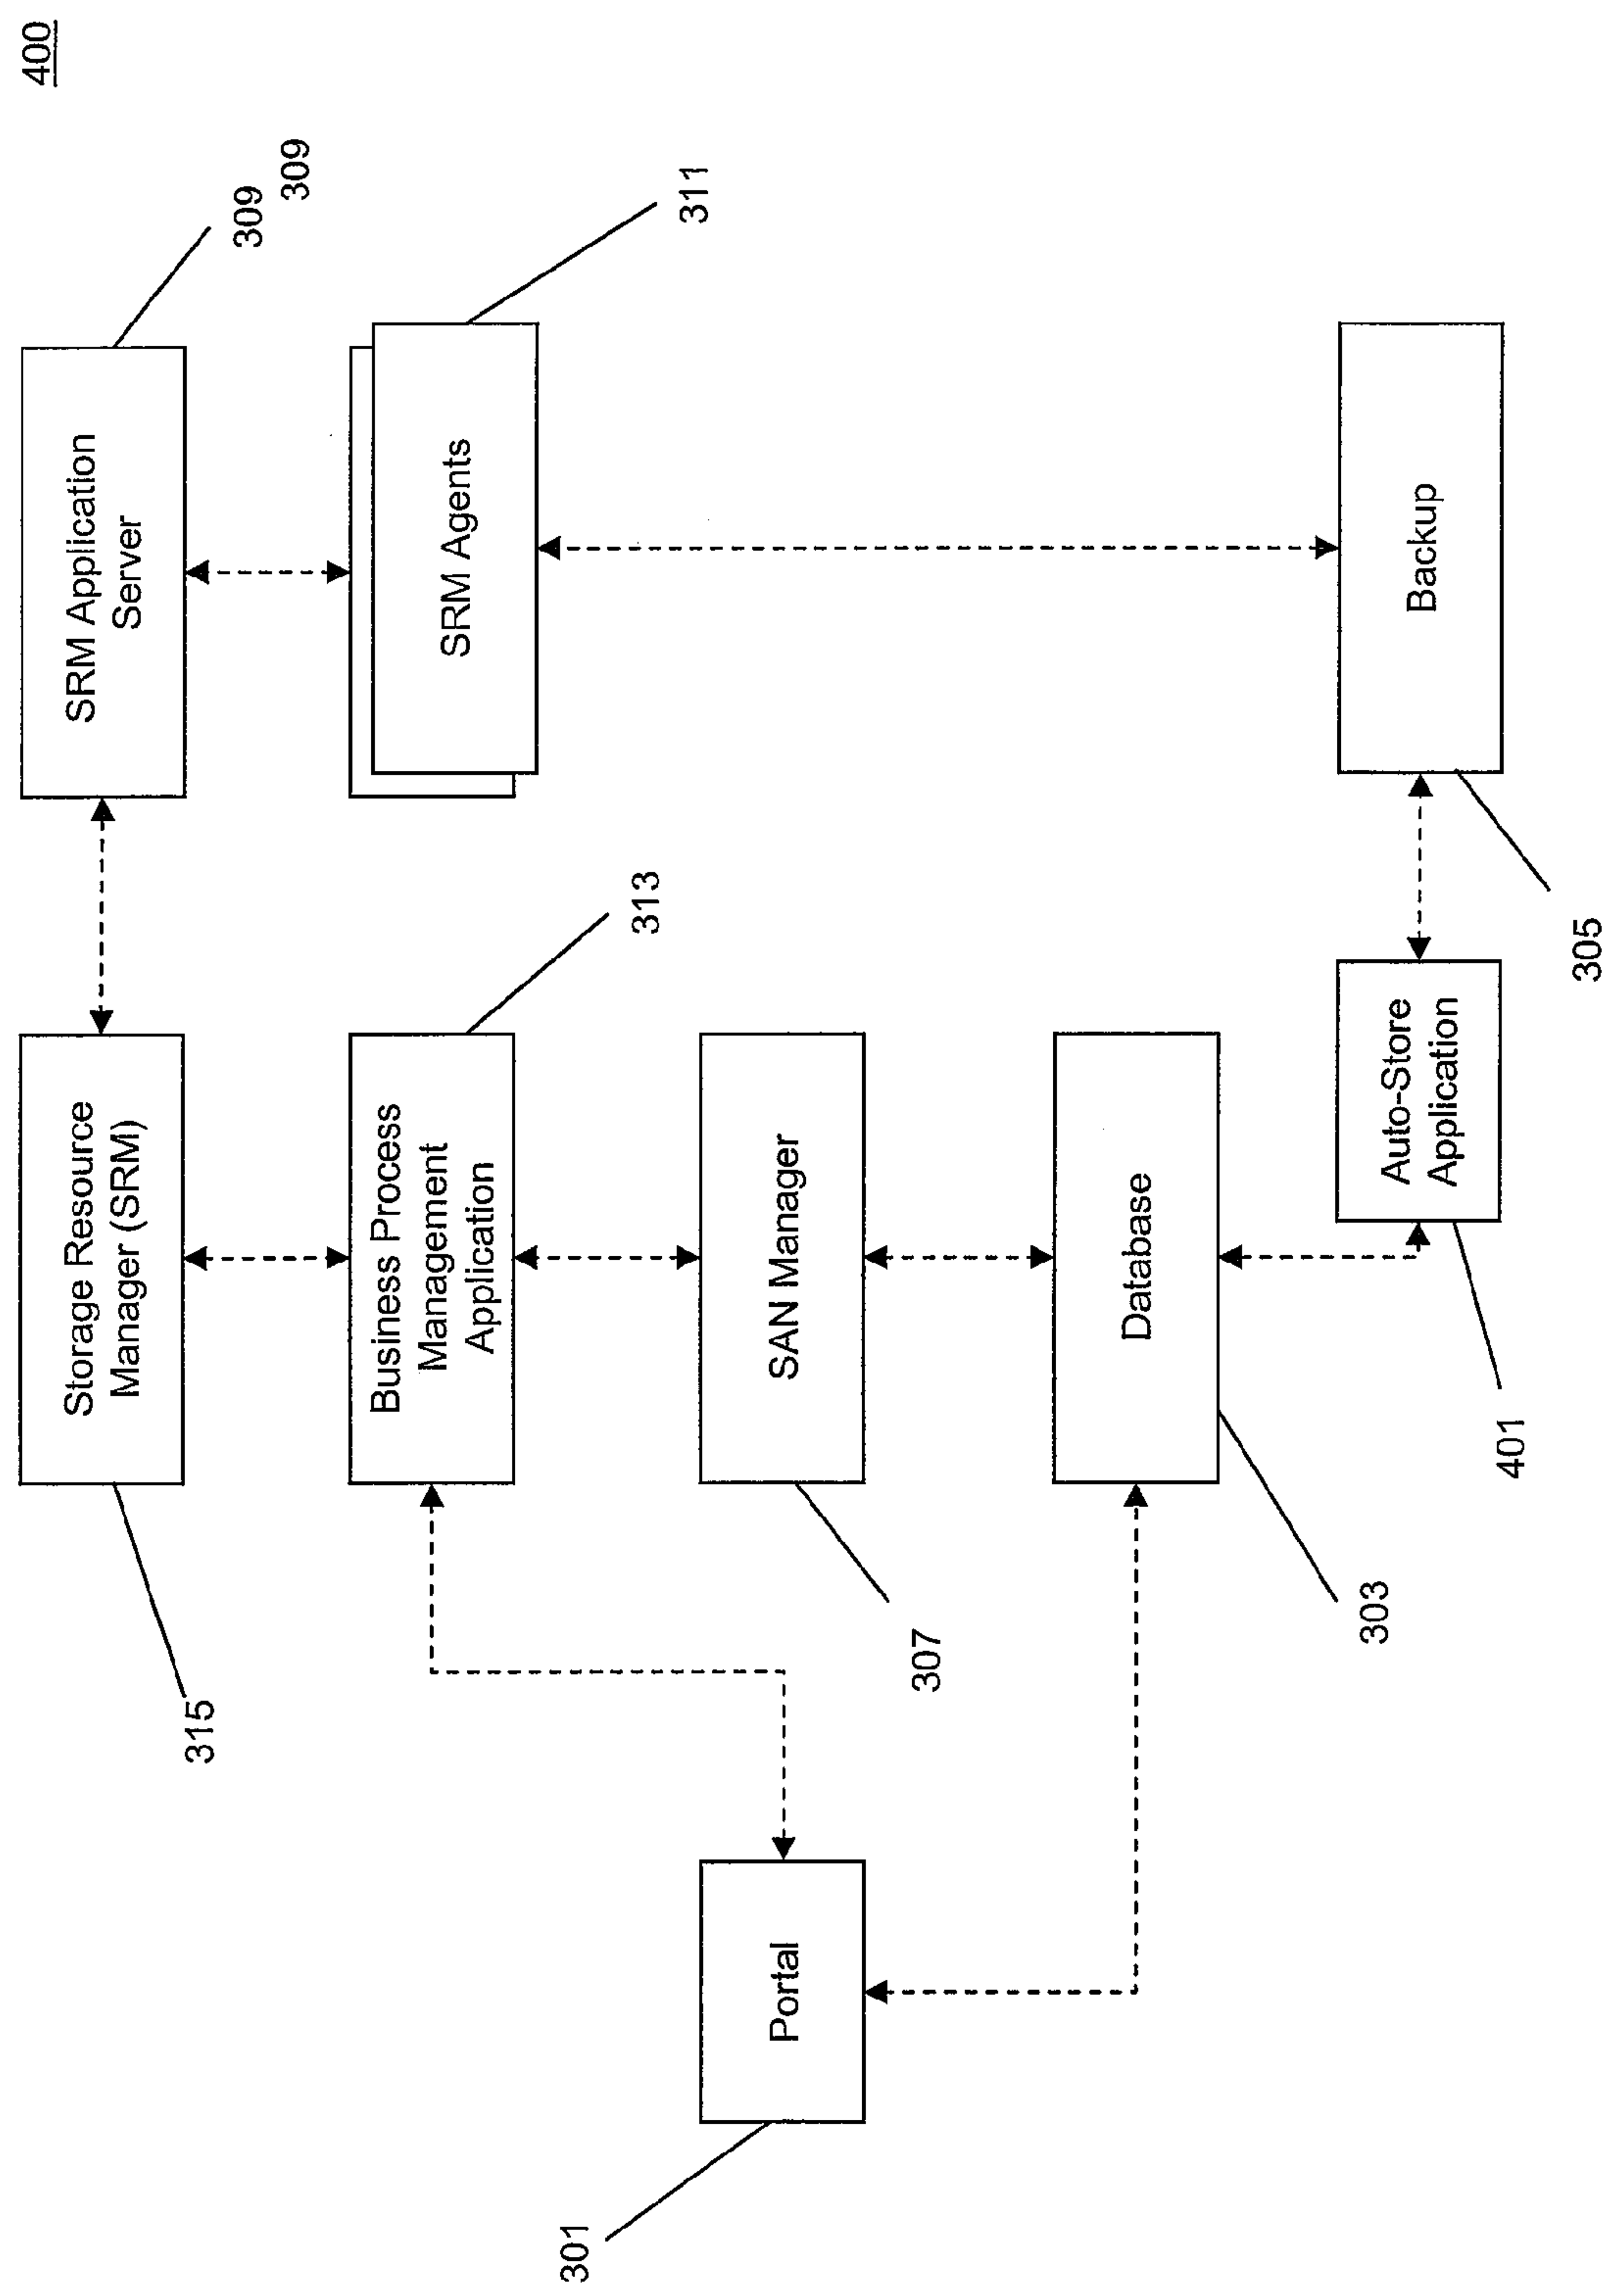 400
309
309
SRM Application
Server
311
SRM Agents
Storage Resource
Manager (SRM)
315
313
Business Process
Management
Application
SAN Manager
307
Portal
301
Database
303
Auto-Store
Application
401
Backup
305